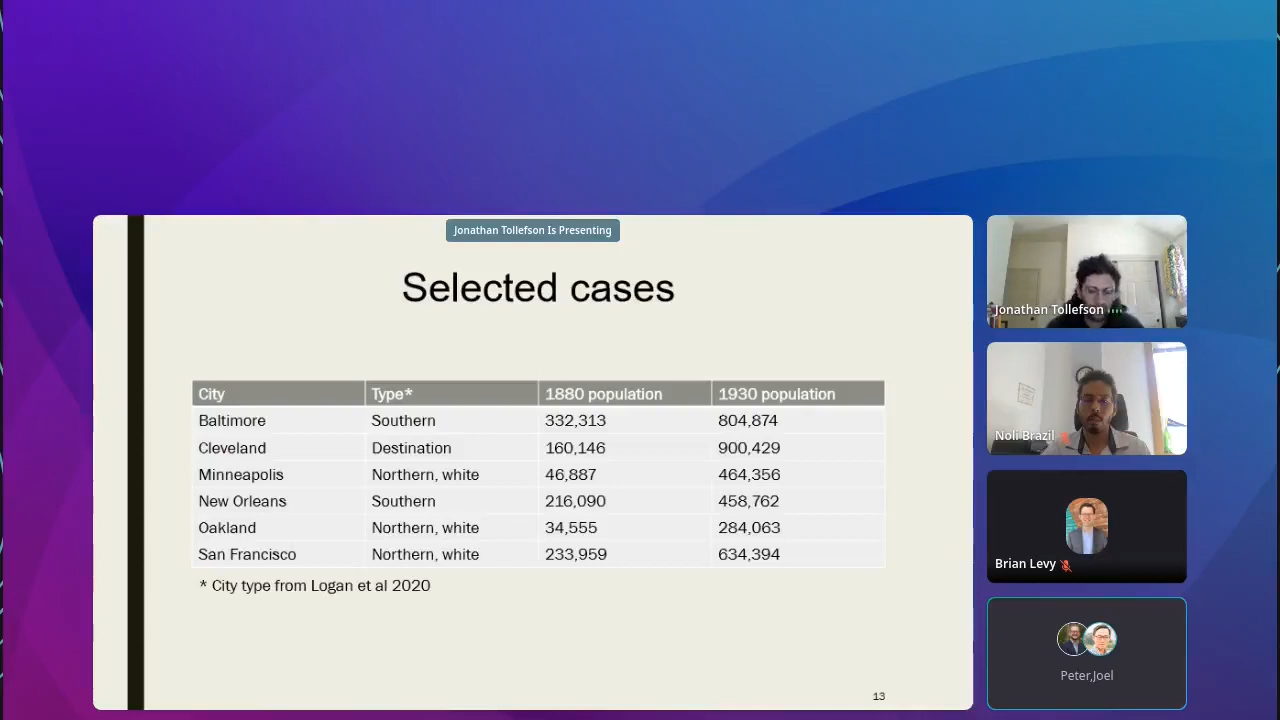 Jonathan Tollefson Is Presenting
Selected cases
City Type* 1880 population 1930 population
Baltimore Southern 332,313 804,874
Cleveland Destination 160,146 900,429
Minneapolis Northern, white 46,887 464,356
New Orleans Southern 216,090 458,762
Oakland Northern, white 34,555 284,063
San Francisco Northern, white 233,959 634,394
* City type from Logan et al 2020
13
Jonathan Tollefson
Noli Brazil
Brian Levy
Peter,Joel